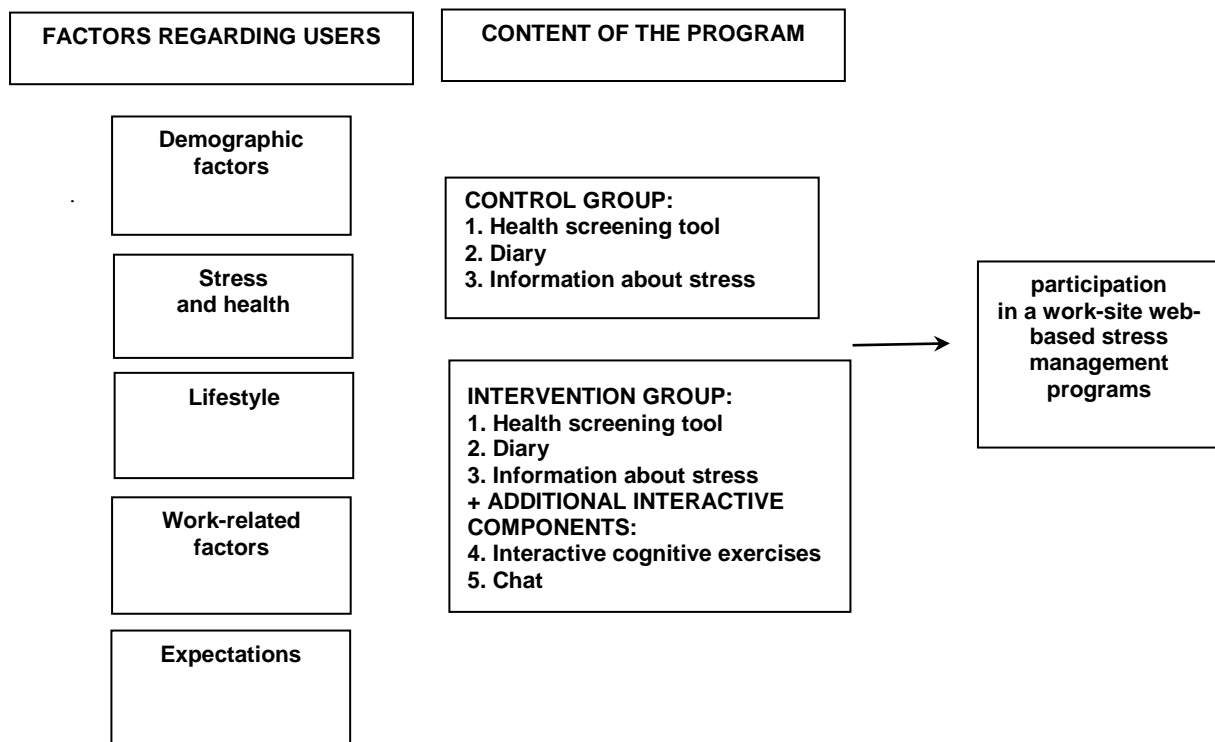 FACTORS REGARDING USERS
CONTENT OF THE PROGRAM
Demographic
factors
Stress
and health
Lifestyle
Work-related
factors
Expectations
CONTROL GROUP:
1. Health screening tool
2. Diary
3. Information about stress
INTERVENTION GROUP:
1. Health screening tool
2. Diary
3. Information about stress
+ ADDITIONAL INTERACTIVE
COMPONENTS:
4. Interactive cognitive exercises
5. Chat
participation
in a work-site web-
based stress
management
programs